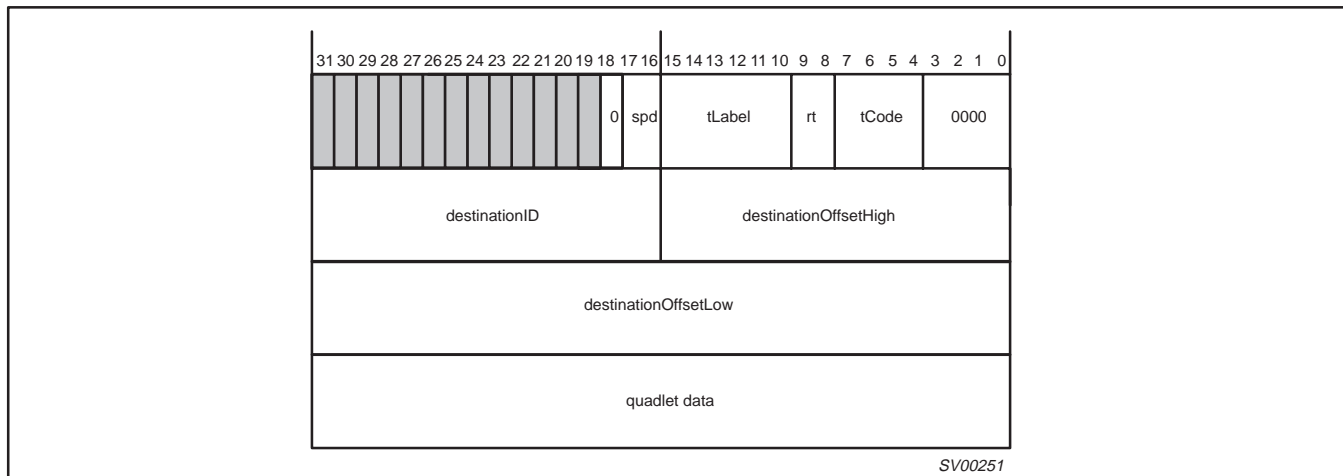 31 30 29 28 27 26 25 24 23 22 21 20 19 18 17 16 15 14 13 12 11 10 9 8 7 6 5 4 3 2 1 0
0 spd tLabel rt tCode 0000
destinationID destinationOffsetHigh
destinationOffsetLow
quadlet data
SV00251